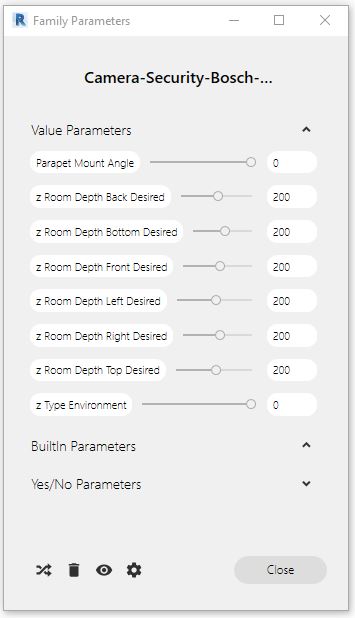 R Family Parameters
Camera-Security-Bosch-...
Value Parameters
Parapet Mount Angle 0
z Room Depth Back Desired 200
z Room Depth Bottom Desired 200
z Room Depth Front Desired 200
z Room Depth Left Desired 200
z Room Depth Right Desired 200
z Room Depth Top Desired 200
z Type Environment 0
BuiltIn Parameters
Yes/No Parameters
Close